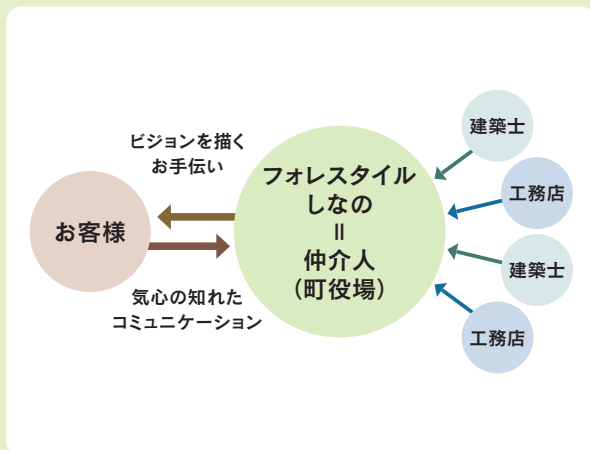 ビジョンを描く
お手伝い
お客様
気心の知れた
コミュニケーション
フォレスタイル
しなの
＝
仲介人
（町役場）
建築士
工務店
建築士
工務店